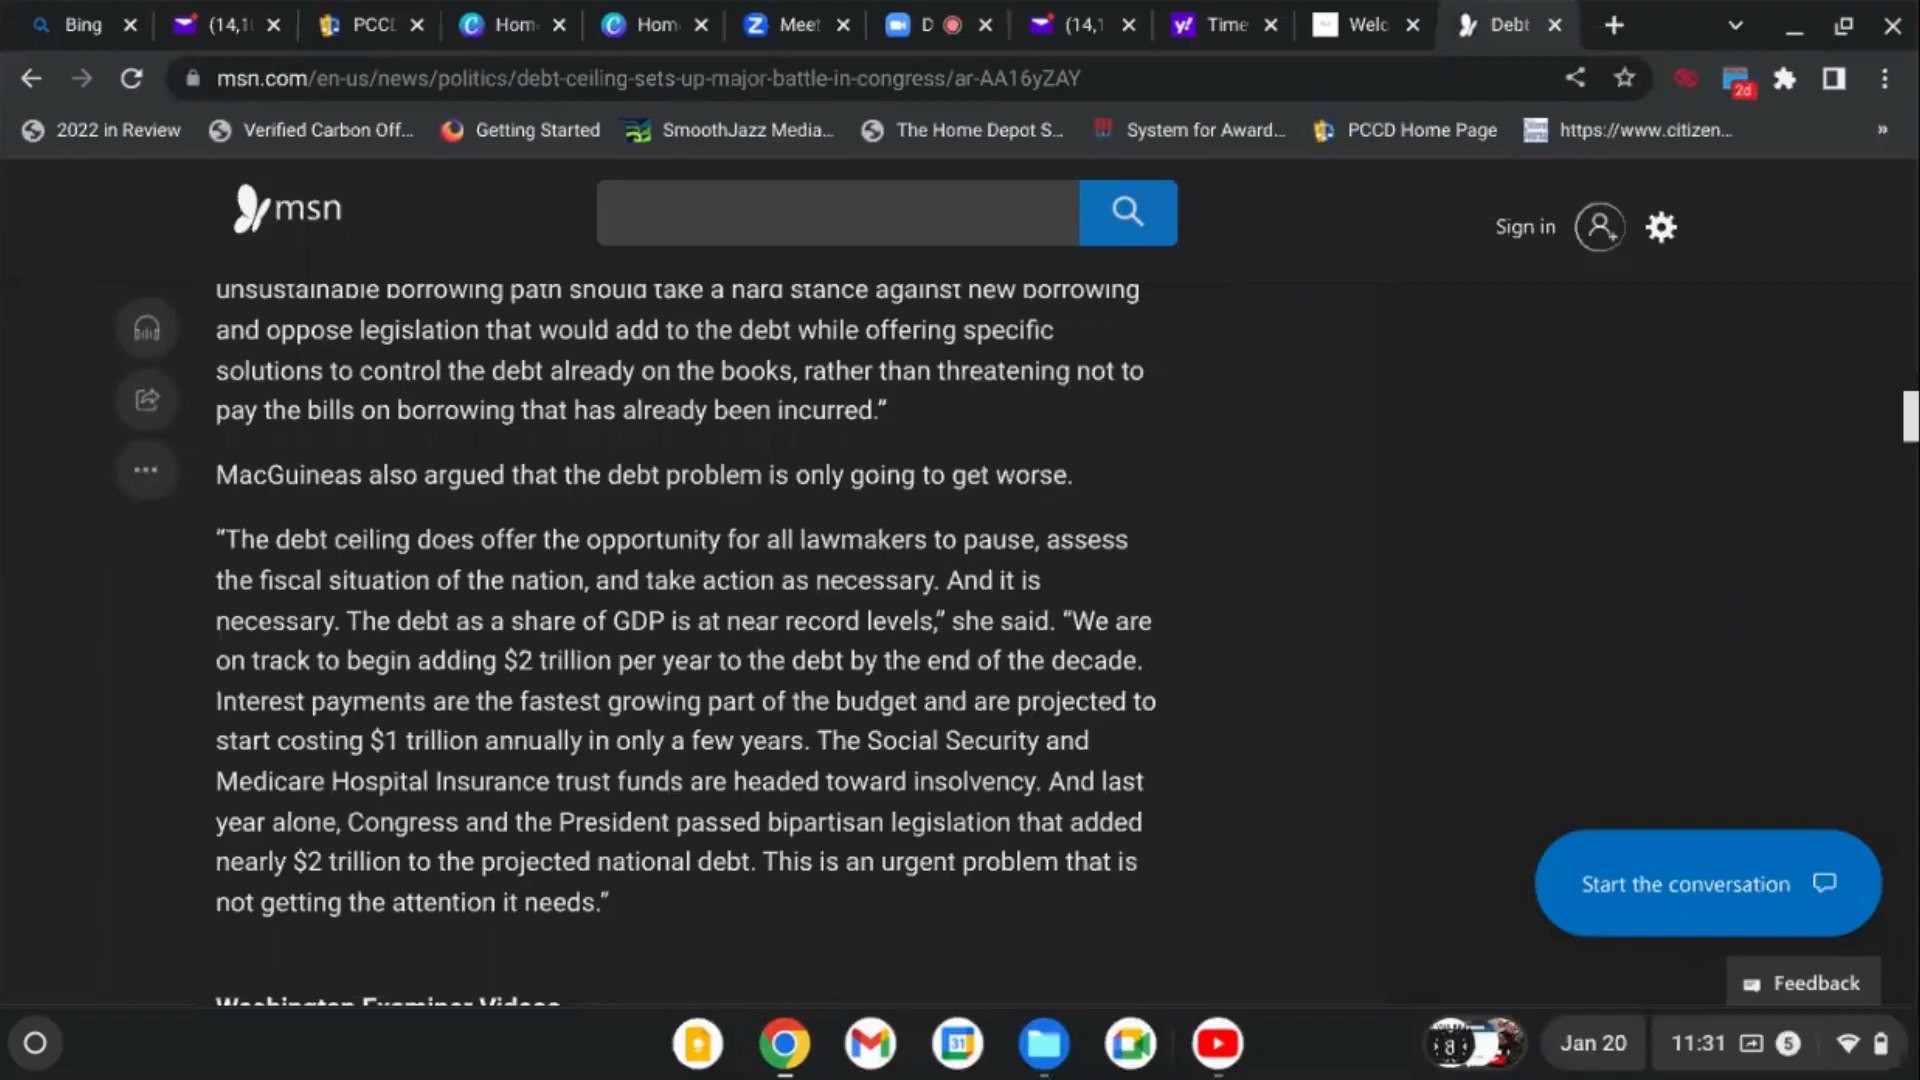 Bing
(14,1
PCCI
Hom
Hom
Meet
D
(14,1
Time
Welc
Debt
msn.com/en-us/news/politics/debt-ceiling-sets-up-major-battle-in-congress/ar-AA16yZAY
2d
2022 in Review
Verified Carbon Off...
Getting Started
SmoothJazz Media...
The Home Depot S...
System for Award...
PCCD Home Page
https://www.citizen...
»
msn
Sign in
unsustainable borrowing path should take a hard stance against new borrowing
and oppose legislation that would add to the debt while offering specific
solutions to control the debt already on the books, rather than threatening not to
pay the bills on borrowing that has already been incurred.”
MacGuineas also argued that the debt problem is only going to get worse.
“The debt ceiling does offer the opportunity for all lawmakers to pause, assess
the fiscal situation of the nation, and take action as necessary. And it is
necessary. The debt as a share of GDP is at near record levels,” she said. “We are
on track to begin adding $2 trillion per year to the debt by the end of the decade.
Interest payments are the fastest growing part of the budget and are projected to
start costing $1 trillion annually in only a few years. The Social Security and
Medicare Hospital Insurance trust funds are headed toward insolvency. And last
year alone, Congress and the President passed bipartisan legislation that added
nearly $2 trillion to the projected national debt. This is an urgent problem that is
not getting the attention it needs.”
Start the conversation
Feedback
Washington Examiner Videos
31
Jan 20
11:31
5